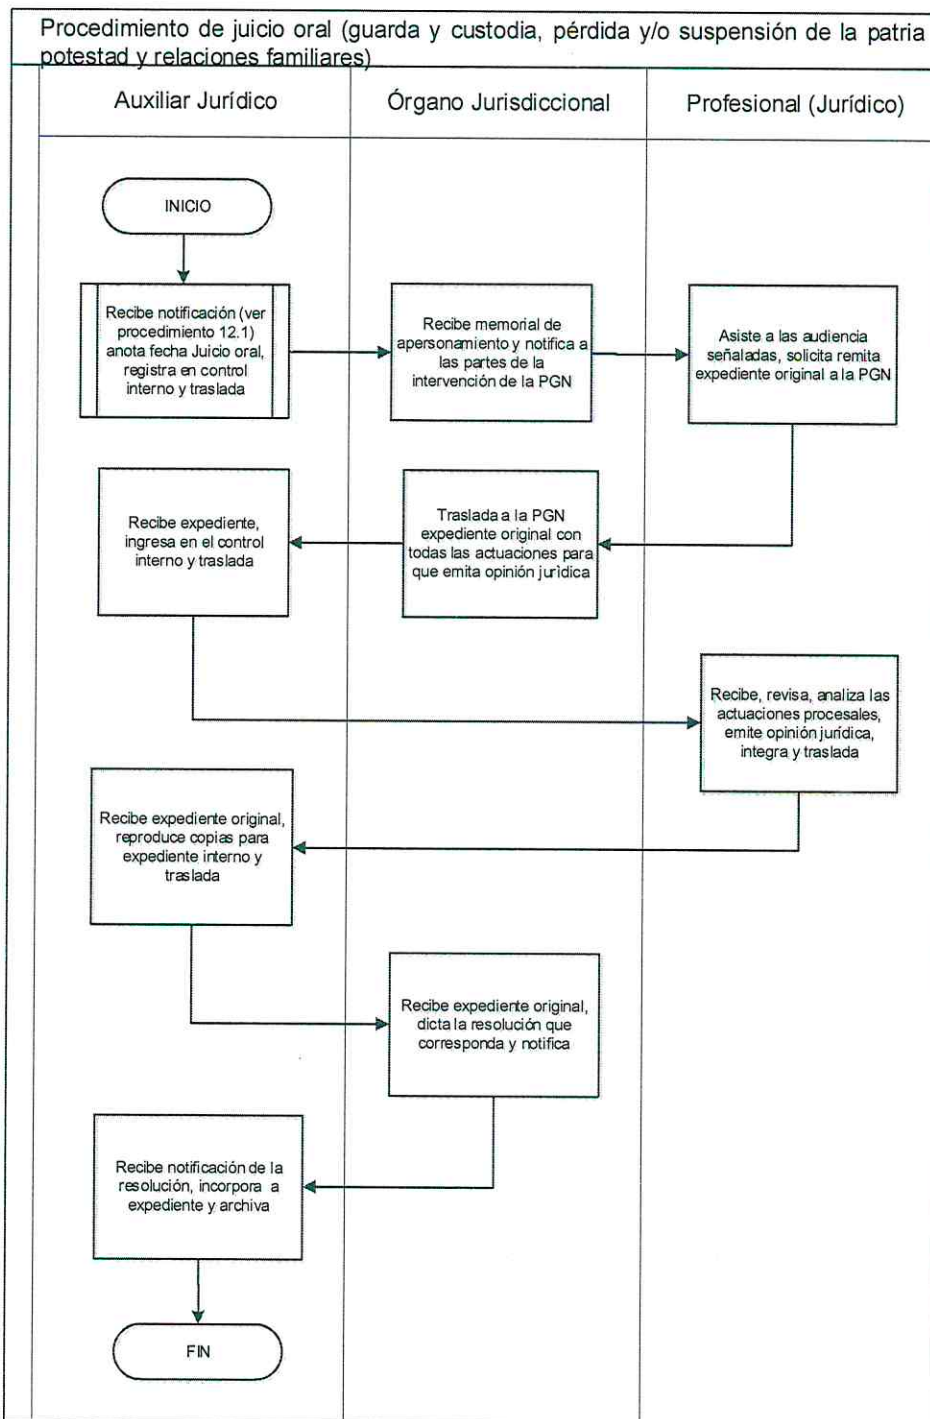 Procedimiento de juicio oral (guarda y custodia, pérdida y/o suspensión de la patria
potestad y relaciones familiares)
Auxiliar Jurídico
Órgano Jurisdiccional
Profesional (Jurídico)
INICIO
Recibe notificación (ver
procedimiento 12.1)
anota fecha Juicio oral,
registra en control
interno y traslada
Recibe memorial de
apersonamiento y notifica a
las partes de la
intervención de la PGN
Asiste a las audiencia
señaladas, solicita remita
expediente original a la PGN
Recibe expediente,
ingresa en el control
interno y traslada
Traslada a la PGN
expediente original con
todas las actuaciones para
que emita opinión jurìdica
Recibe, revisa, analiza las
actuaciones procesales,
emite opinión jurídica,
integra y traslada
Recibe expediente original,
reproduce copias para
expediente interno y
traslada
Recibe expediente original,
dicta la resolución que
corresponda y notifica
Recibe notificación de la
resolución, incorpora a
expediente y archiva
FIN